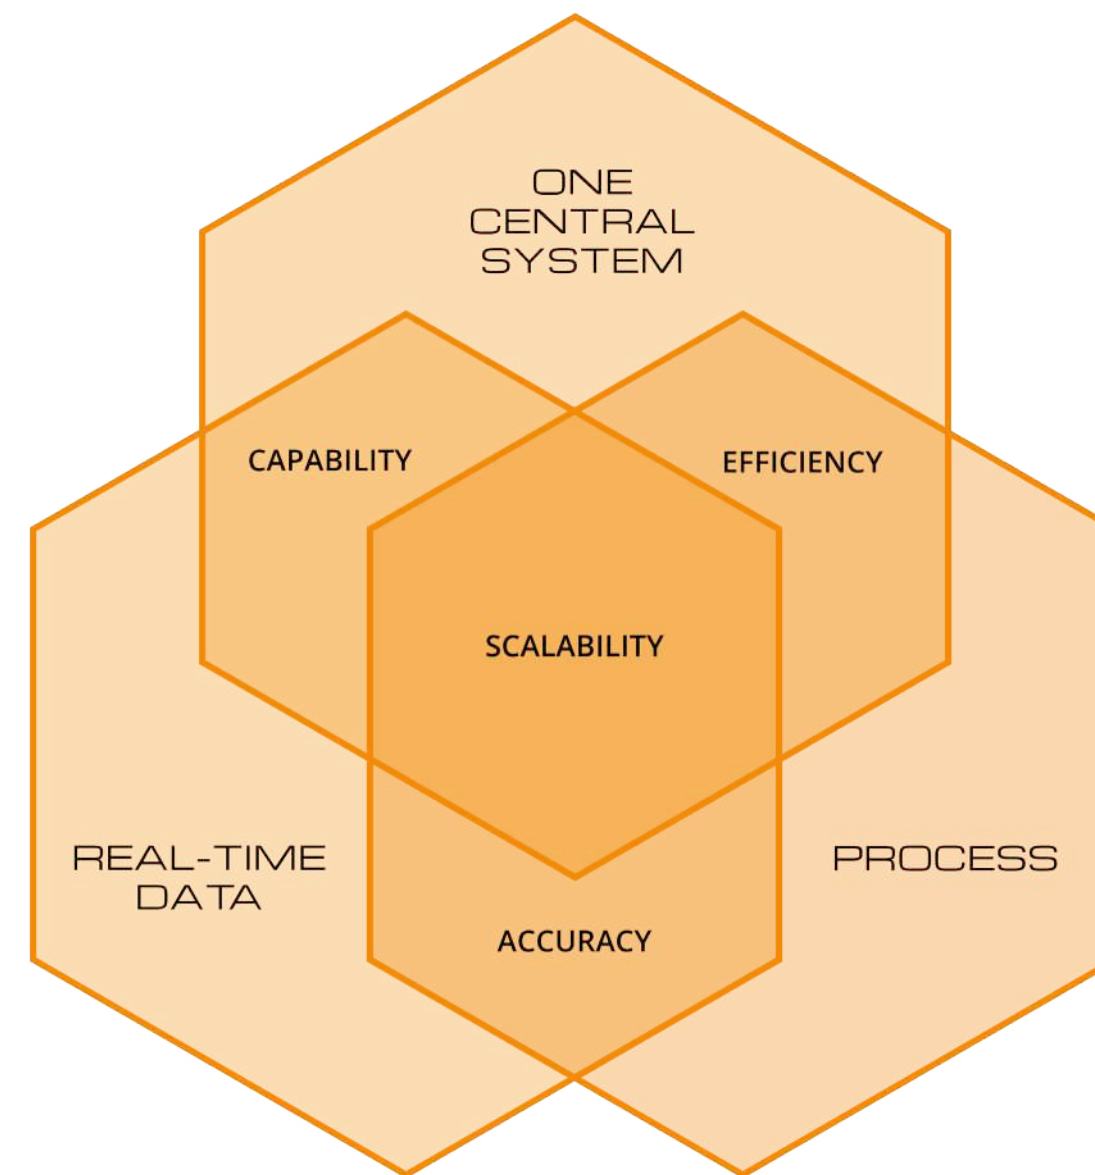 ONE
CENTRAL
SYSTEM
CAPABILITY
EFFICIENCY
SCALABILITY
REAL-TIME
DATA
PROCESS
ACCURACY